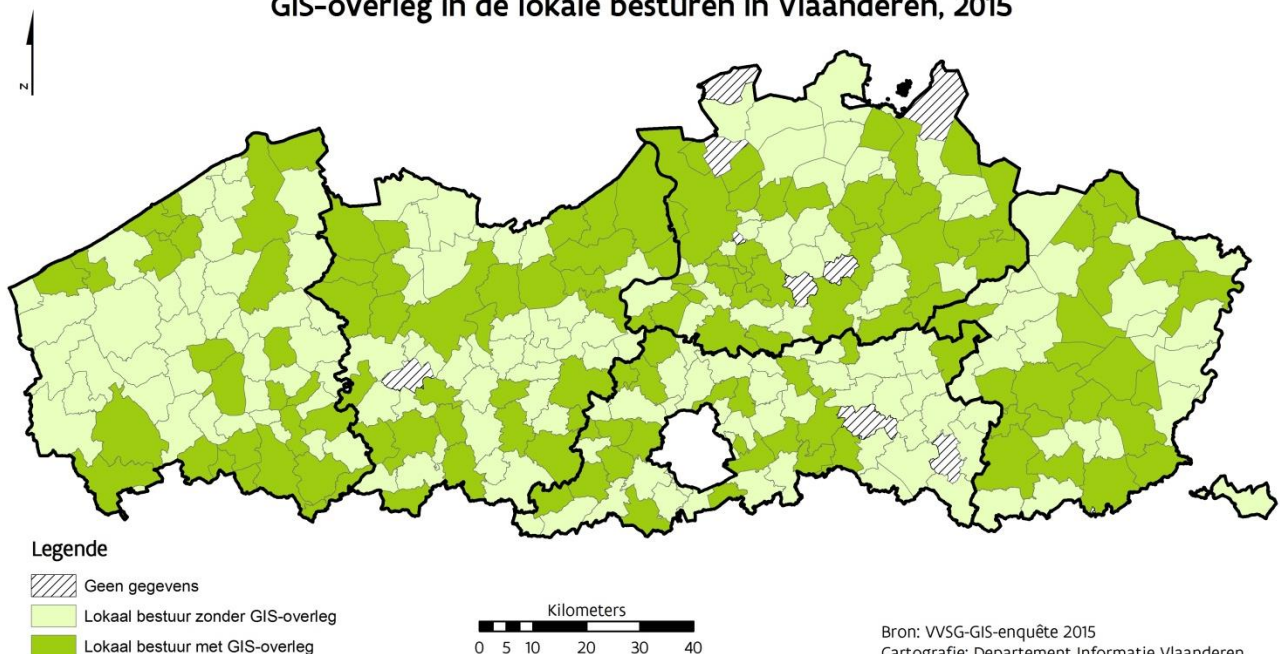 GIS-overleg in de lokale besturen in Vlaanderen, 2015
N
Legende
Geen gegevens
Lokaal bestuur zonder GIS-overleg
Lokaal bestuur met GIS-overleg
Kilometers
0 5 10 20 30 40
Bron: VVSG-GIS-enquête 2015
Cartografie: Departement Informatie Vlaanderen